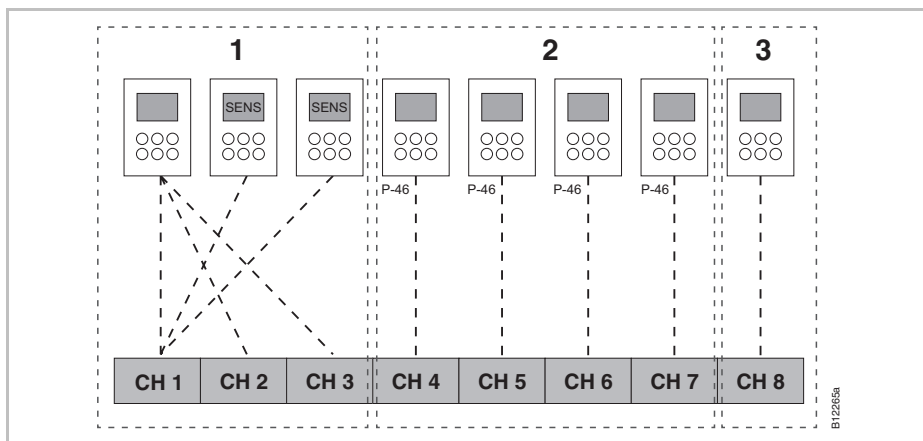 1 2 3
SENS SENS
P-46 P-46 P-46 P-46
CH 1 CH 2 CH 3 CH 4 CH 5 CH 6 CH 7 CH 8
B12265a